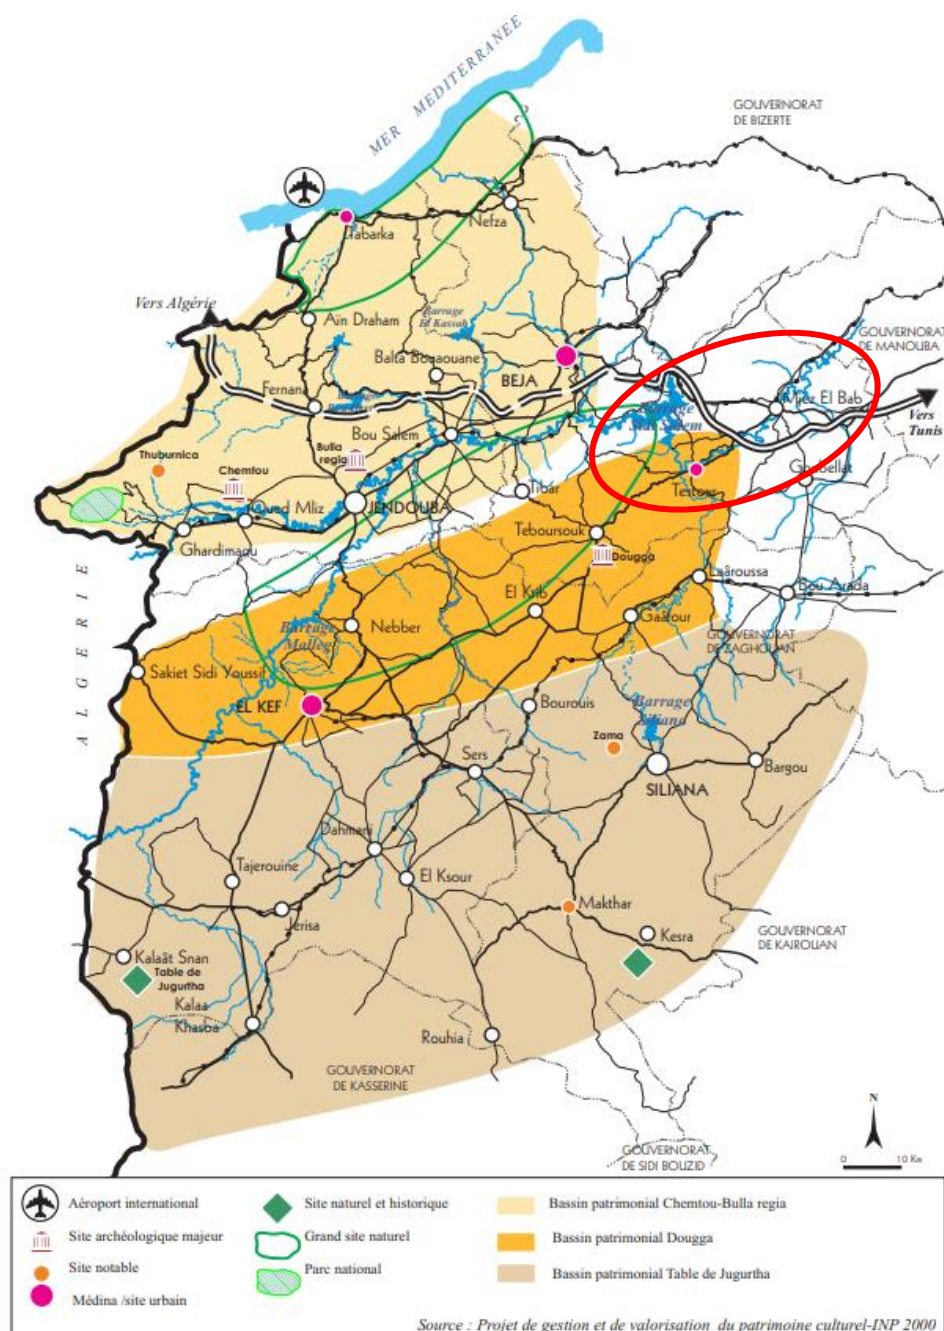 MER MEDITERRANEE
GOUVERNORAT
DE BIZERTE
Nefza
Tabarka
Vers Algérie
Aïn Draham
Barrage
El Kassab
GOUVERNORAT
DE MANOUBA
Balta Bogaouane
BEJA
Fernana
Mjez El Bab
Vers
Tunis
Barrage
Sidi Salem
Bou Salem
Bulla
regia
Thuburnica
Chemtou
Goubellat
Testour
Tibar
Oued Mliz
JENDOUBA
Teboursouk
Ghardimaou
Dougga
Laâroussa
Bou Arada
El Krib
Gaâfour
Nebber
GOUVERNORAT
DE ZAGHOUAN
Barrage
Mallegue
Sakiet Sidi Youssif
ALGERIE
EL KEF
Bourouis
Barrage
Siliana
Zama
Sers
Bargou
SILIANA
Dahmani
Tajerouine
El Ksour
Jerisa
Makthar
Kesra
GOUVERNORAT
DE KAIROUAN
Kalaât Snan
Table de
Jugurtha
Kalaa
Khasba
Rouhia
GOUVERNORAT
DE KASSERINE
GOUVERNORAT
DE SIDI BOUZID
N
0 10 Km
Aéroport international
Site archéologique majeur
Site notable
Médina /site urbain
Site naturel et historique
Grand site naturel
Parc national
Bassin patrimonial Chemtou-Bulla regia
Bassin patrimonial Dougga
Bassin patrimonial Table de Jugurtha
Source : Projet de gestion et de valorisation du patrimoine culturel-INP 2000